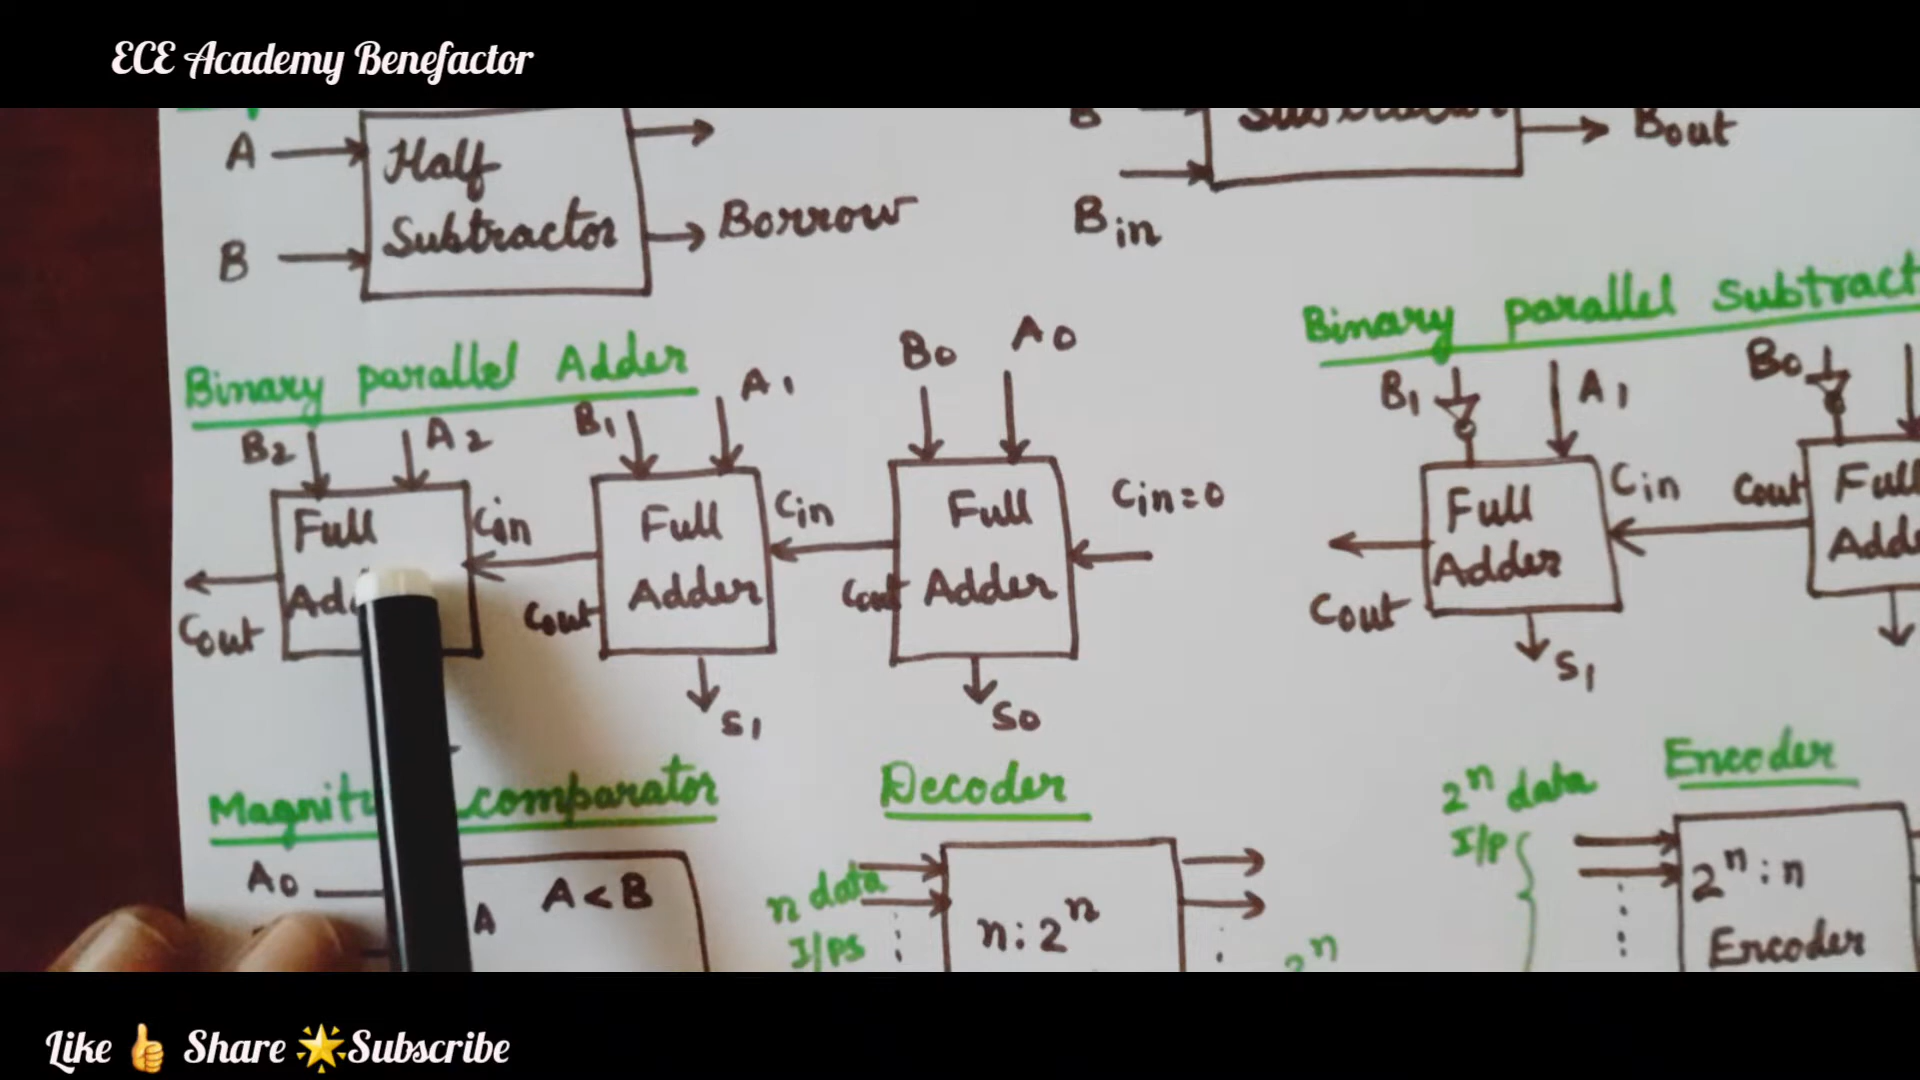 ECE Academy Benefactor
A
Half
Subtractor
B
Borrow
B
Subtractor
Bout
Bin
Binary parallel Adder
B2
A2
B1
A1
B0
A0
Full
Cin
Full
Adder
Cin
Full
Adder
Cin=0
Cout
Cout
Cout
S1
S0
Binary parallel Subtract
B1
A1
B0
Full
Adder
Cin
Cout
Full
Adde
Cout
S1
comparator
A0
A
A<B
Decoder
n data
I/PS
n:2ⁿ
2ⁿ
Encoder
2ⁿ data
I/P
2ⁿ:n
Encoder
Like 👍 Share 🌟Subscribe